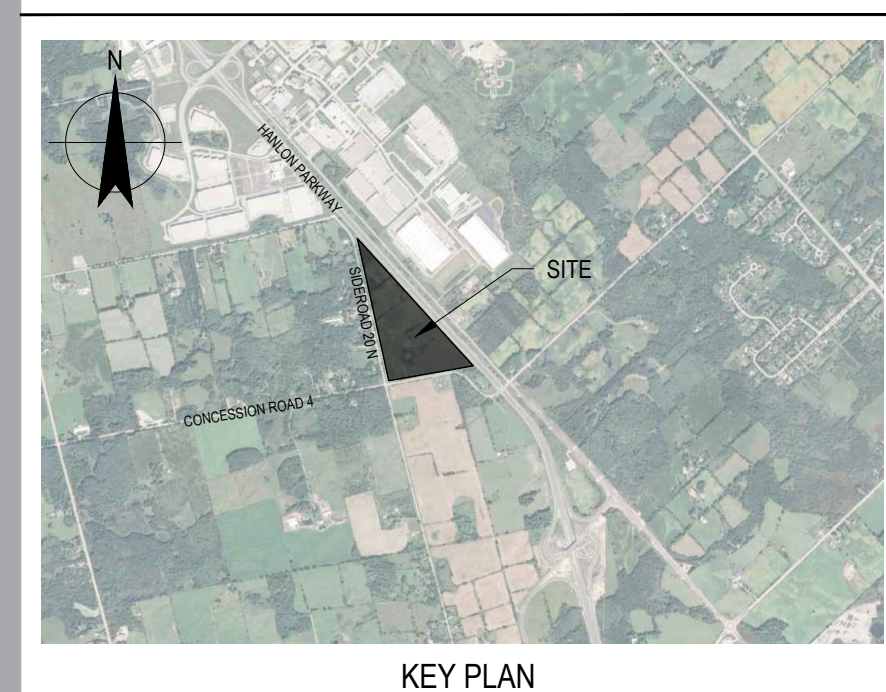 N
HANLON PARKWAY
SITE
SIDEROAD 20 N
CONCESSION ROAD 4
KEY PLAN